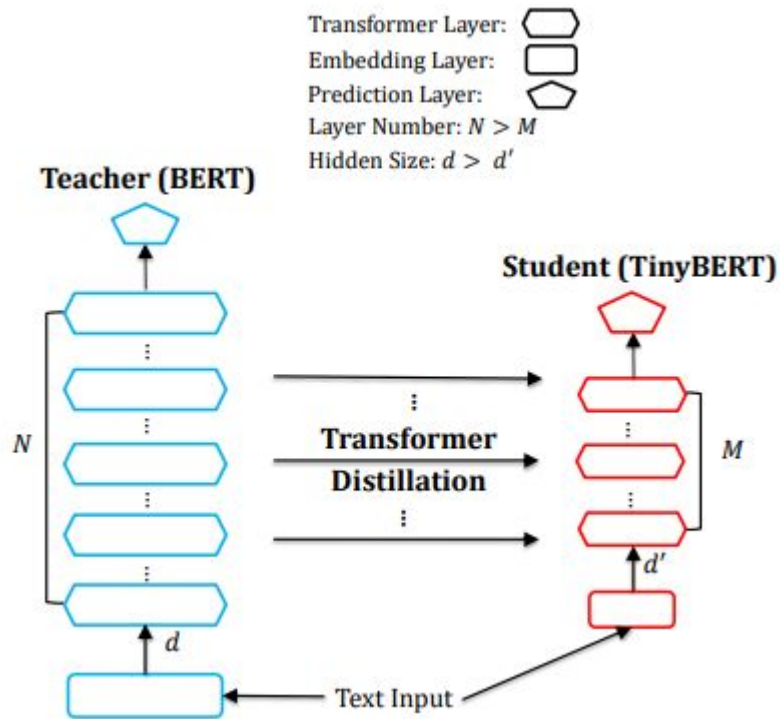 Transformer Layer:
Embedding Layer:
Prediction Layer:
Layer Number: N > M
Hidden Size: d > d′
Teacher (BERT)
Student (TinyBERT)
N
Transformer
Distillation
M
d
d′
Text Input